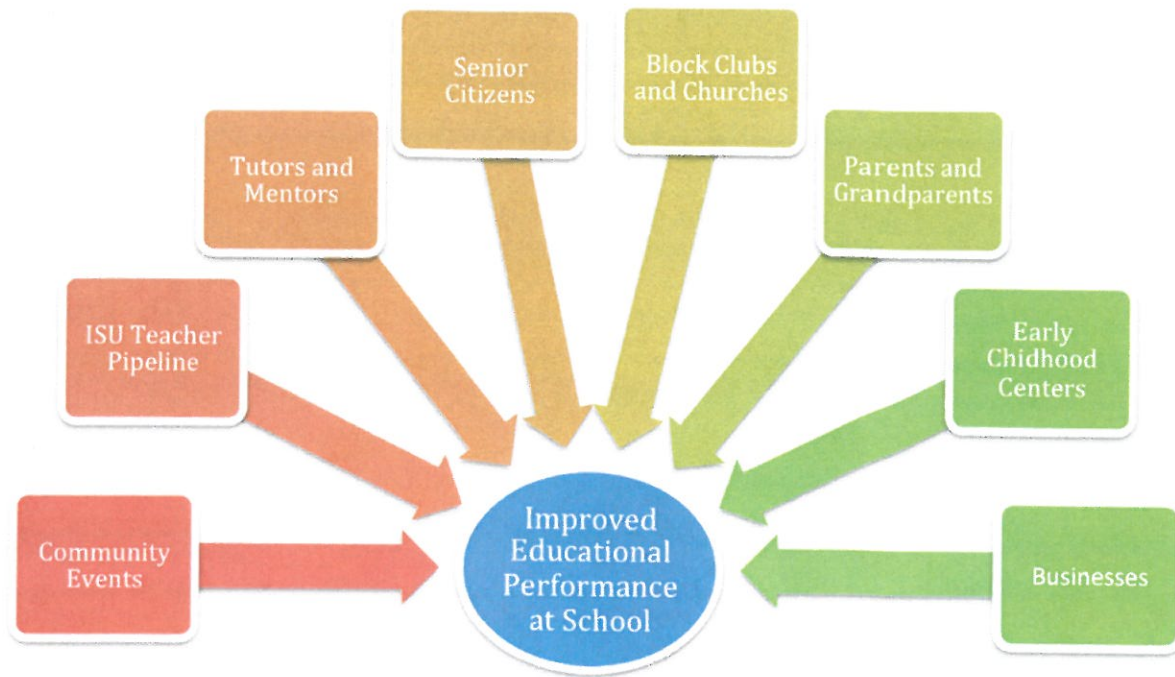 Senior
Citizens
Block Clubs
and Churches
Tutors and
Mentors
Parents and
Grandparents
ISU Teacher
Pipeline
Early
Chidhood
Centers
Community
Events
Improved
Educational
Performance
at School
Businesses